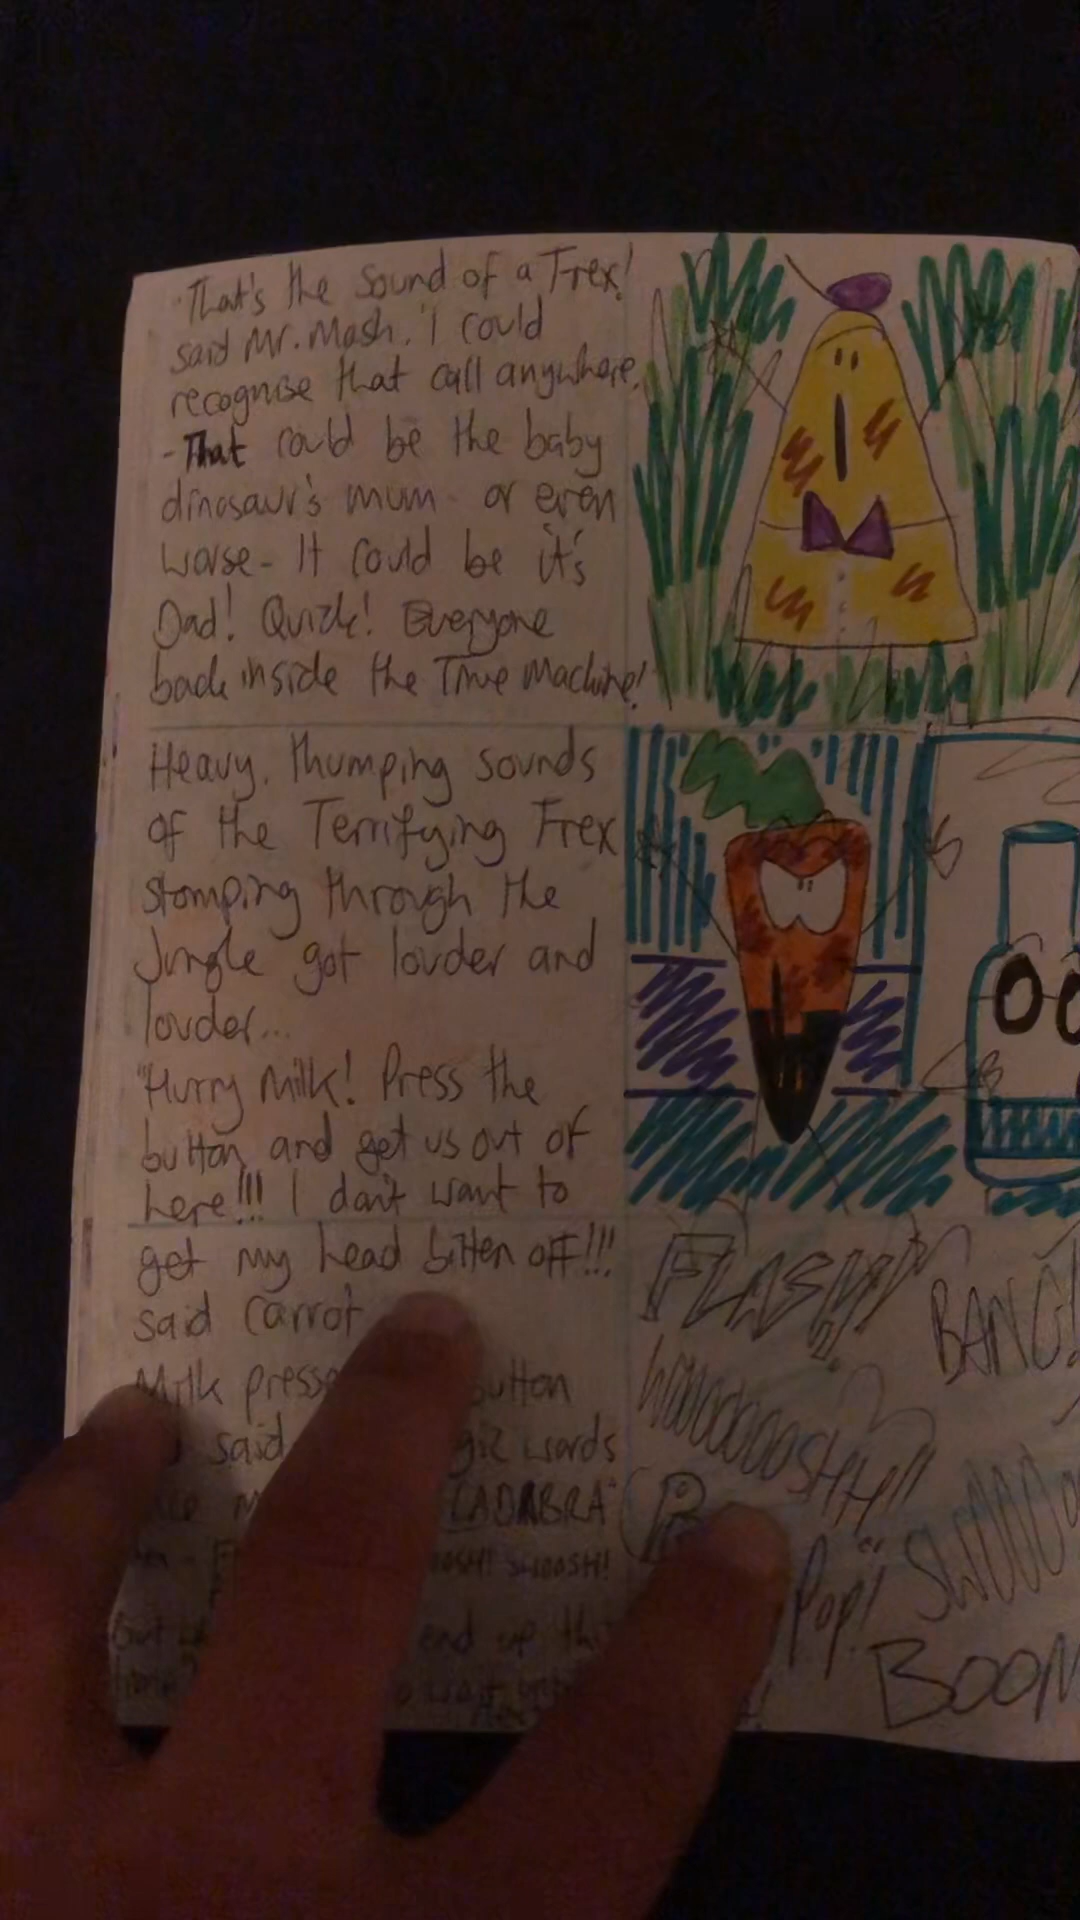 "That's the sound of a Trex!
said Mr. Mash. 'I could
recognise that call anywhere.
- That could be the baby
dinosaur's mum - or even
worse - It could be it's
Dad! Quick! Everyone
back inside the Time Machine!
Heavy, thumping sounds
of the Terrifying Trex
stomping through the
Jungle got louder and
louder...
"Hurry Milk! Press the
button and get us out of
here!!! I don't want to
get my head bitten off!!!
said Carrot
Milk button
said words
CADABRA"
SWOOSH!
end up
FLASH!!
BANG!
WOOOOOOOSHH!!
Pop!
BOOM